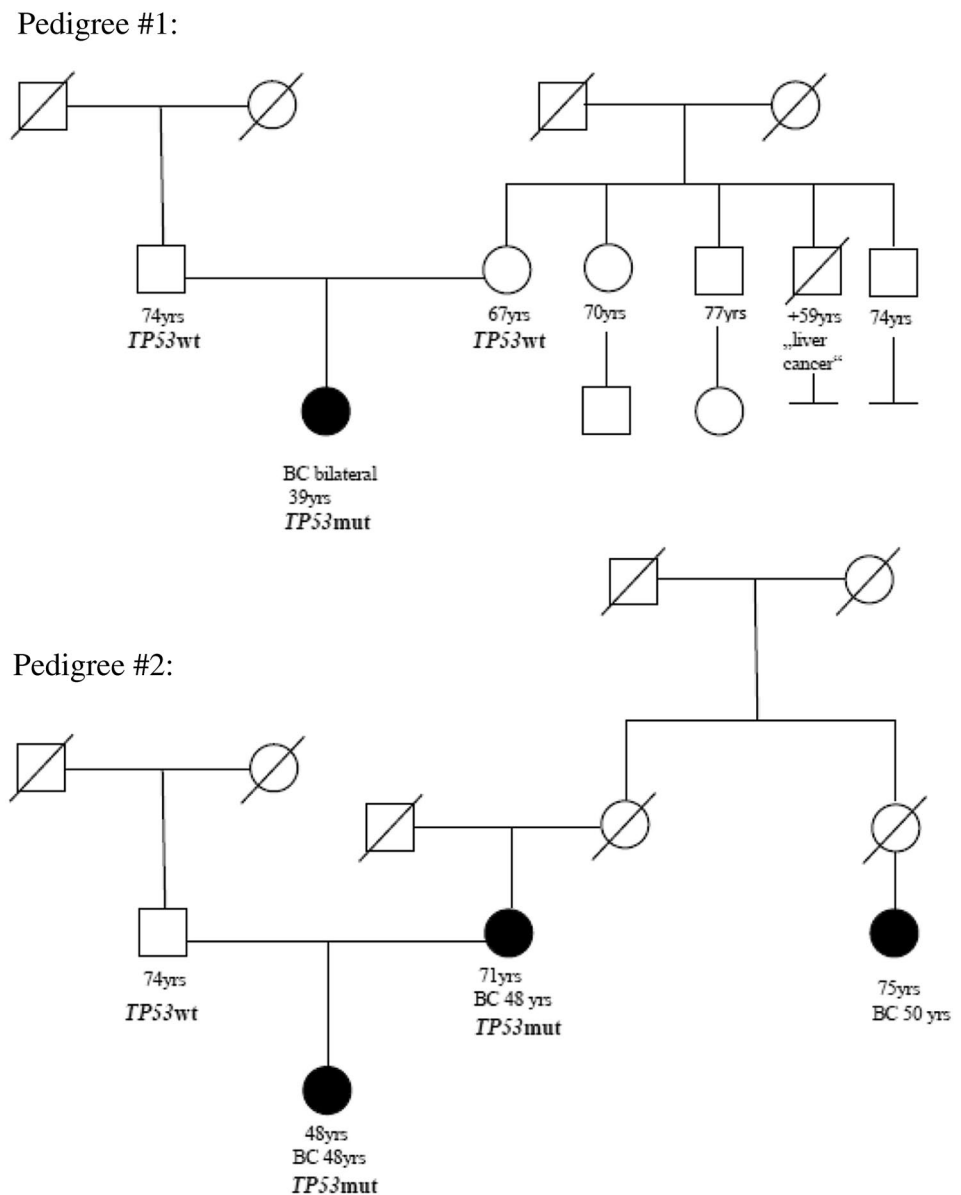 Pedigree #1:
74yrs
TP53wt
67yrs
TP53wt
70yrs
77yrs
+59yrs
„liver
cancer“
74yrs
BC bilateral
39yrs
TP53mut
Pedigree #2:
74yrs
TP53wt
71yrs
BC 48 yrs
TP53mut
75yrs
BC 50 yrs
48yrs
BC 48yrs
TP53mut